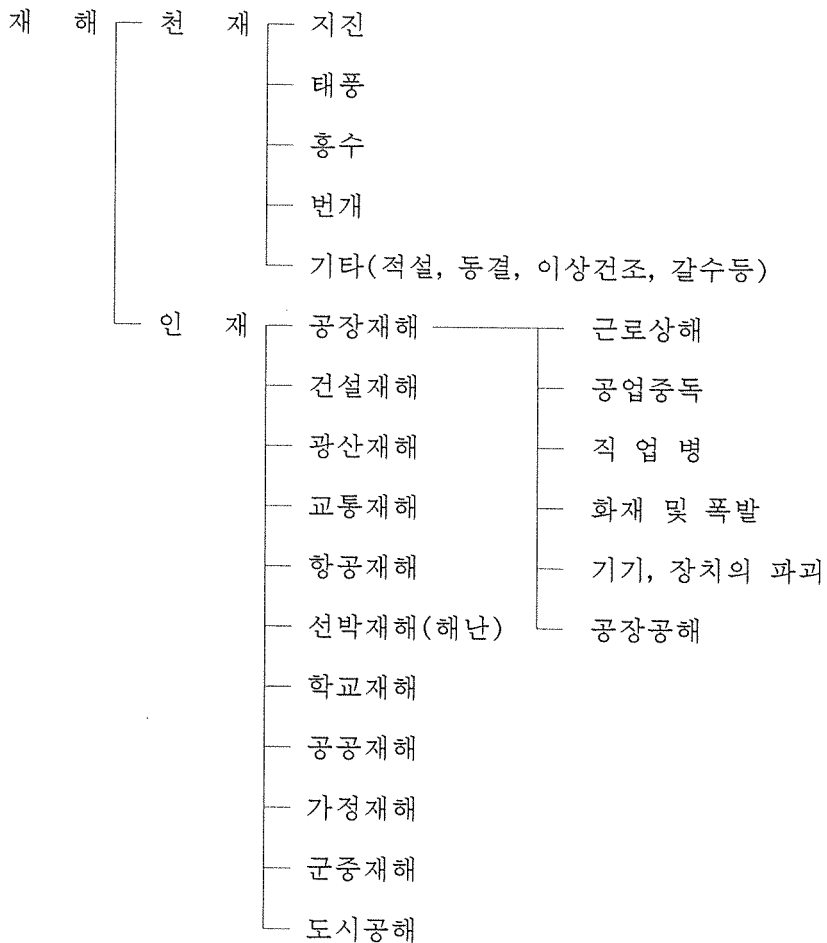 재 해 천 재 지진
태풍
홍수
번개
기타(적설, 동결, 이상건조, 갈수등)
인 재 공장재해 근로상해
건설재해 공업중독
광산재해 직 업 병
교통재해 화재 및 폭발
항공재해 기기, 장치의 파괴
선박재해(해난) 공장공해
학교재해
공공재해
가정재해
군중재해
도시공해